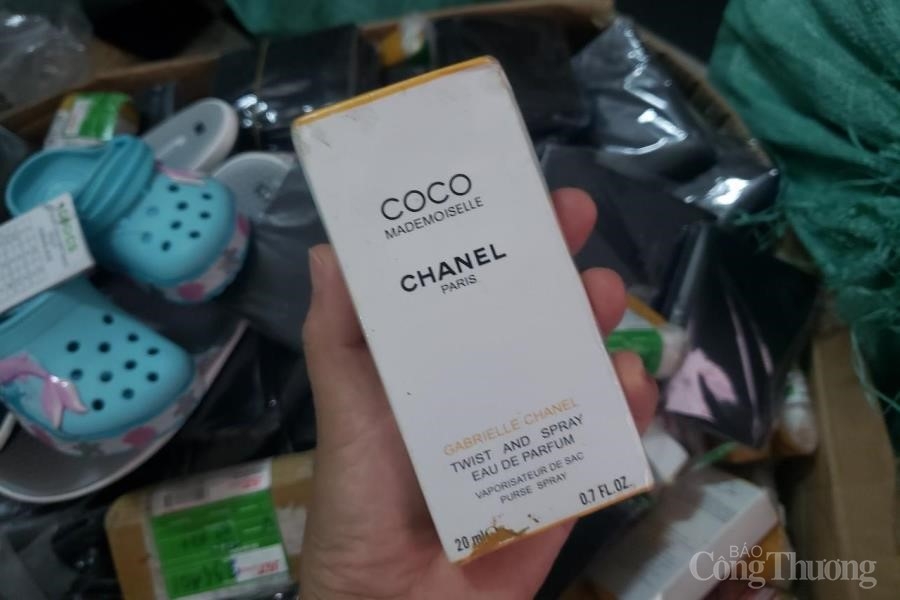 COCO
MADEMOISELLE
CHANEL
PARIS
GABRIELLE CHANEL
TWIST AND SPRAY
EAU DE PARFUM
VAPORISATEUR DE SAC
PURSE SPRAY
20 ml
0.7 FL.OZ.
BÁO
Công Thương